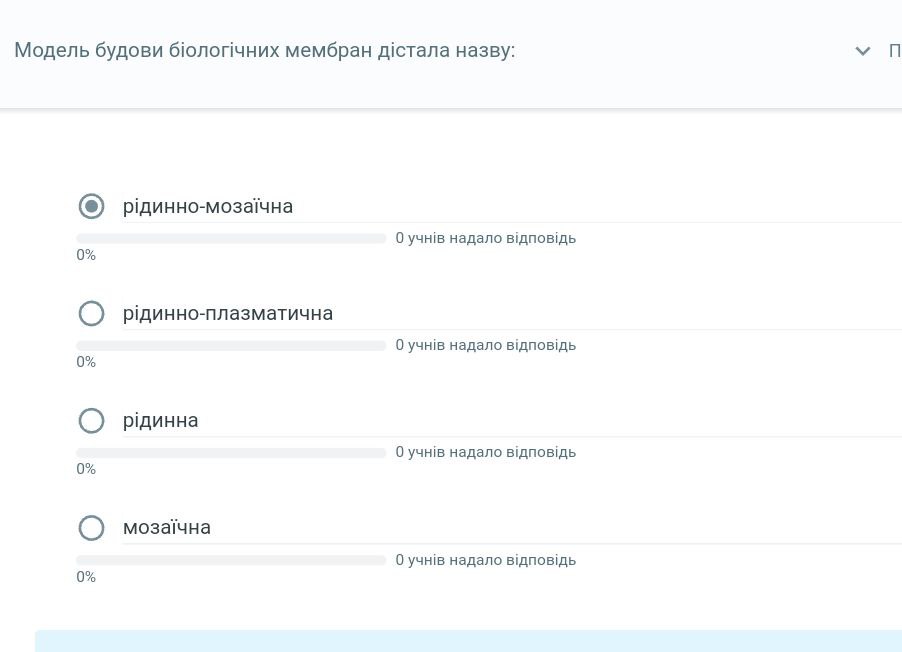 Модель будови біологічних мембран дістала назву:
П
рідинно-мозаїчна
0 учнів надало відповідь
0%
рідинно-плазматична
0 учнів надало відповідь
0%
рідинна
0 учнів надало відповідь
0%
мозаїчна
0 учнів надало відповідь
0%